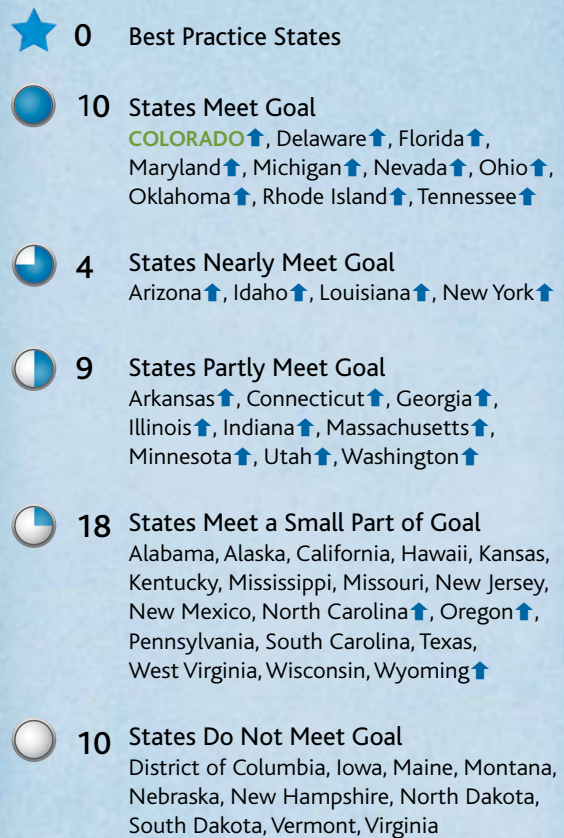 0 Best Practice States
10 States Meet Goal
COLORADO⬆, Delaware⬆, Florida⬆,
Maryland⬆, Michigan⬆, Nevada⬆, Ohio⬆,
Oklahoma⬆, Rhode Island⬆, Tennessee⬆
4 States Nearly Meet Goal
Arizona⬆, Idaho⬆, Louisiana⬆, New York⬆
9 States Partly Meet Goal
Arkansas⬆, Connecticut⬆, Georgia⬆,
Illinois⬆, Indiana⬆, Massachusetts⬆,
Minnesota⬆, Utah⬆, Washington⬆
18 States Meet a Small Part of Goal
Alabama, Alaska, California, Hawaii, Kansas,
Kentucky, Mississippi, Missouri, New Jersey,
New Mexico, North Carolina⬆, Oregon⬆,
Pennsylvania, South Carolina, Texas,
West Virginia, Wisconsin, Wyoming⬆
10 States Do Not Meet Goal
District of Columbia, Iowa, Maine, Montana,
Nebraska, New Hampshire, North Dakota,
South Dakota, Vermont, Virginia